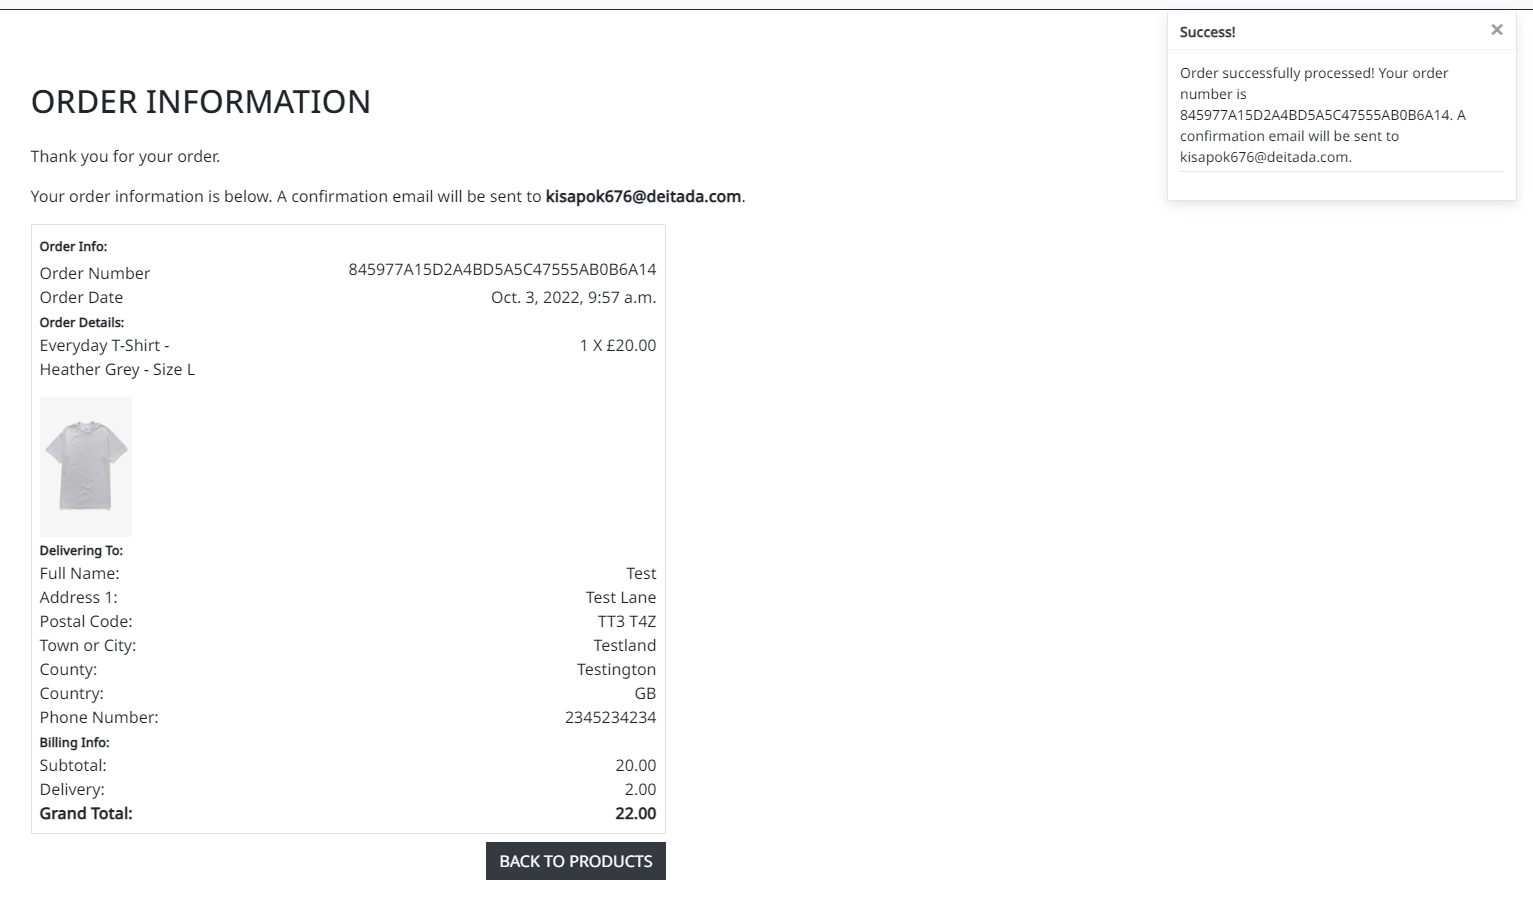 ORDER INFORMATION
Thank you for your order.
Your order information is below. A confirmation email will be sent to kisapok676@deitada.com.
Order Info:
Order Number 845977A15D2A4BD5A5C47555AB0B6A14
Order Date Oct. 3, 2022, 9:57 a.m.
Order Details:
Everyday T-Shirt - 1 X £20.00
Heather Grey - Size L
Delivering To:
Full Name: Test
Address 1: Test Lane
Postal Code: TT3 T4Z
Town or City: Testland
County: Testington
Country: GB
Phone Number: 2345234234
Billing Info:
Subtotal: 20.00
Delivery: 2.00
Grand Total: 22.00
BACK TO PRODUCTS
Success! ×
Order successfully processed! Your order
number is
845977A15D2A4BD5A5C47555AB0B6A14. A
confirmation email will be sent to
kisapok676@deitada.com.